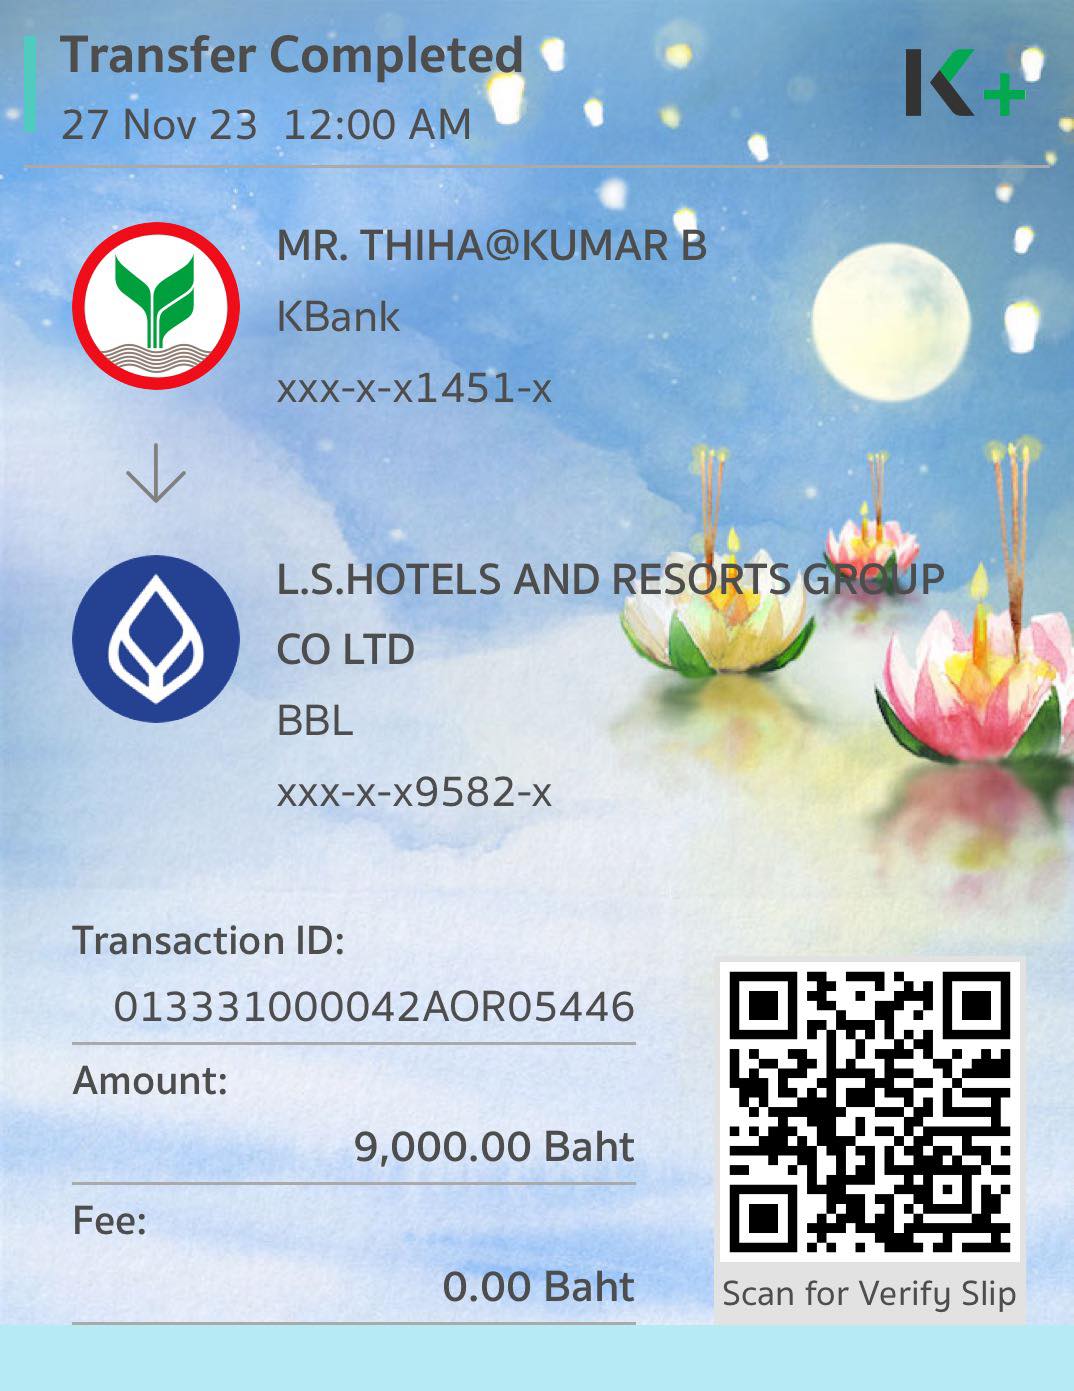 Transfer Completed
27 Nov 23 12:00 AM
K+
MR. THIHA@KUMAR B
KBank
xxx-x-x1451-x
L.S.HOTELS AND RESORTS GROUP
CO LTD
BBL
xxx-x-x9582-x
Transaction ID:
013331000042AOR05446
Amount:
9,000.00 Baht
Fee:
0.00 Baht
Scan for Verify Slip